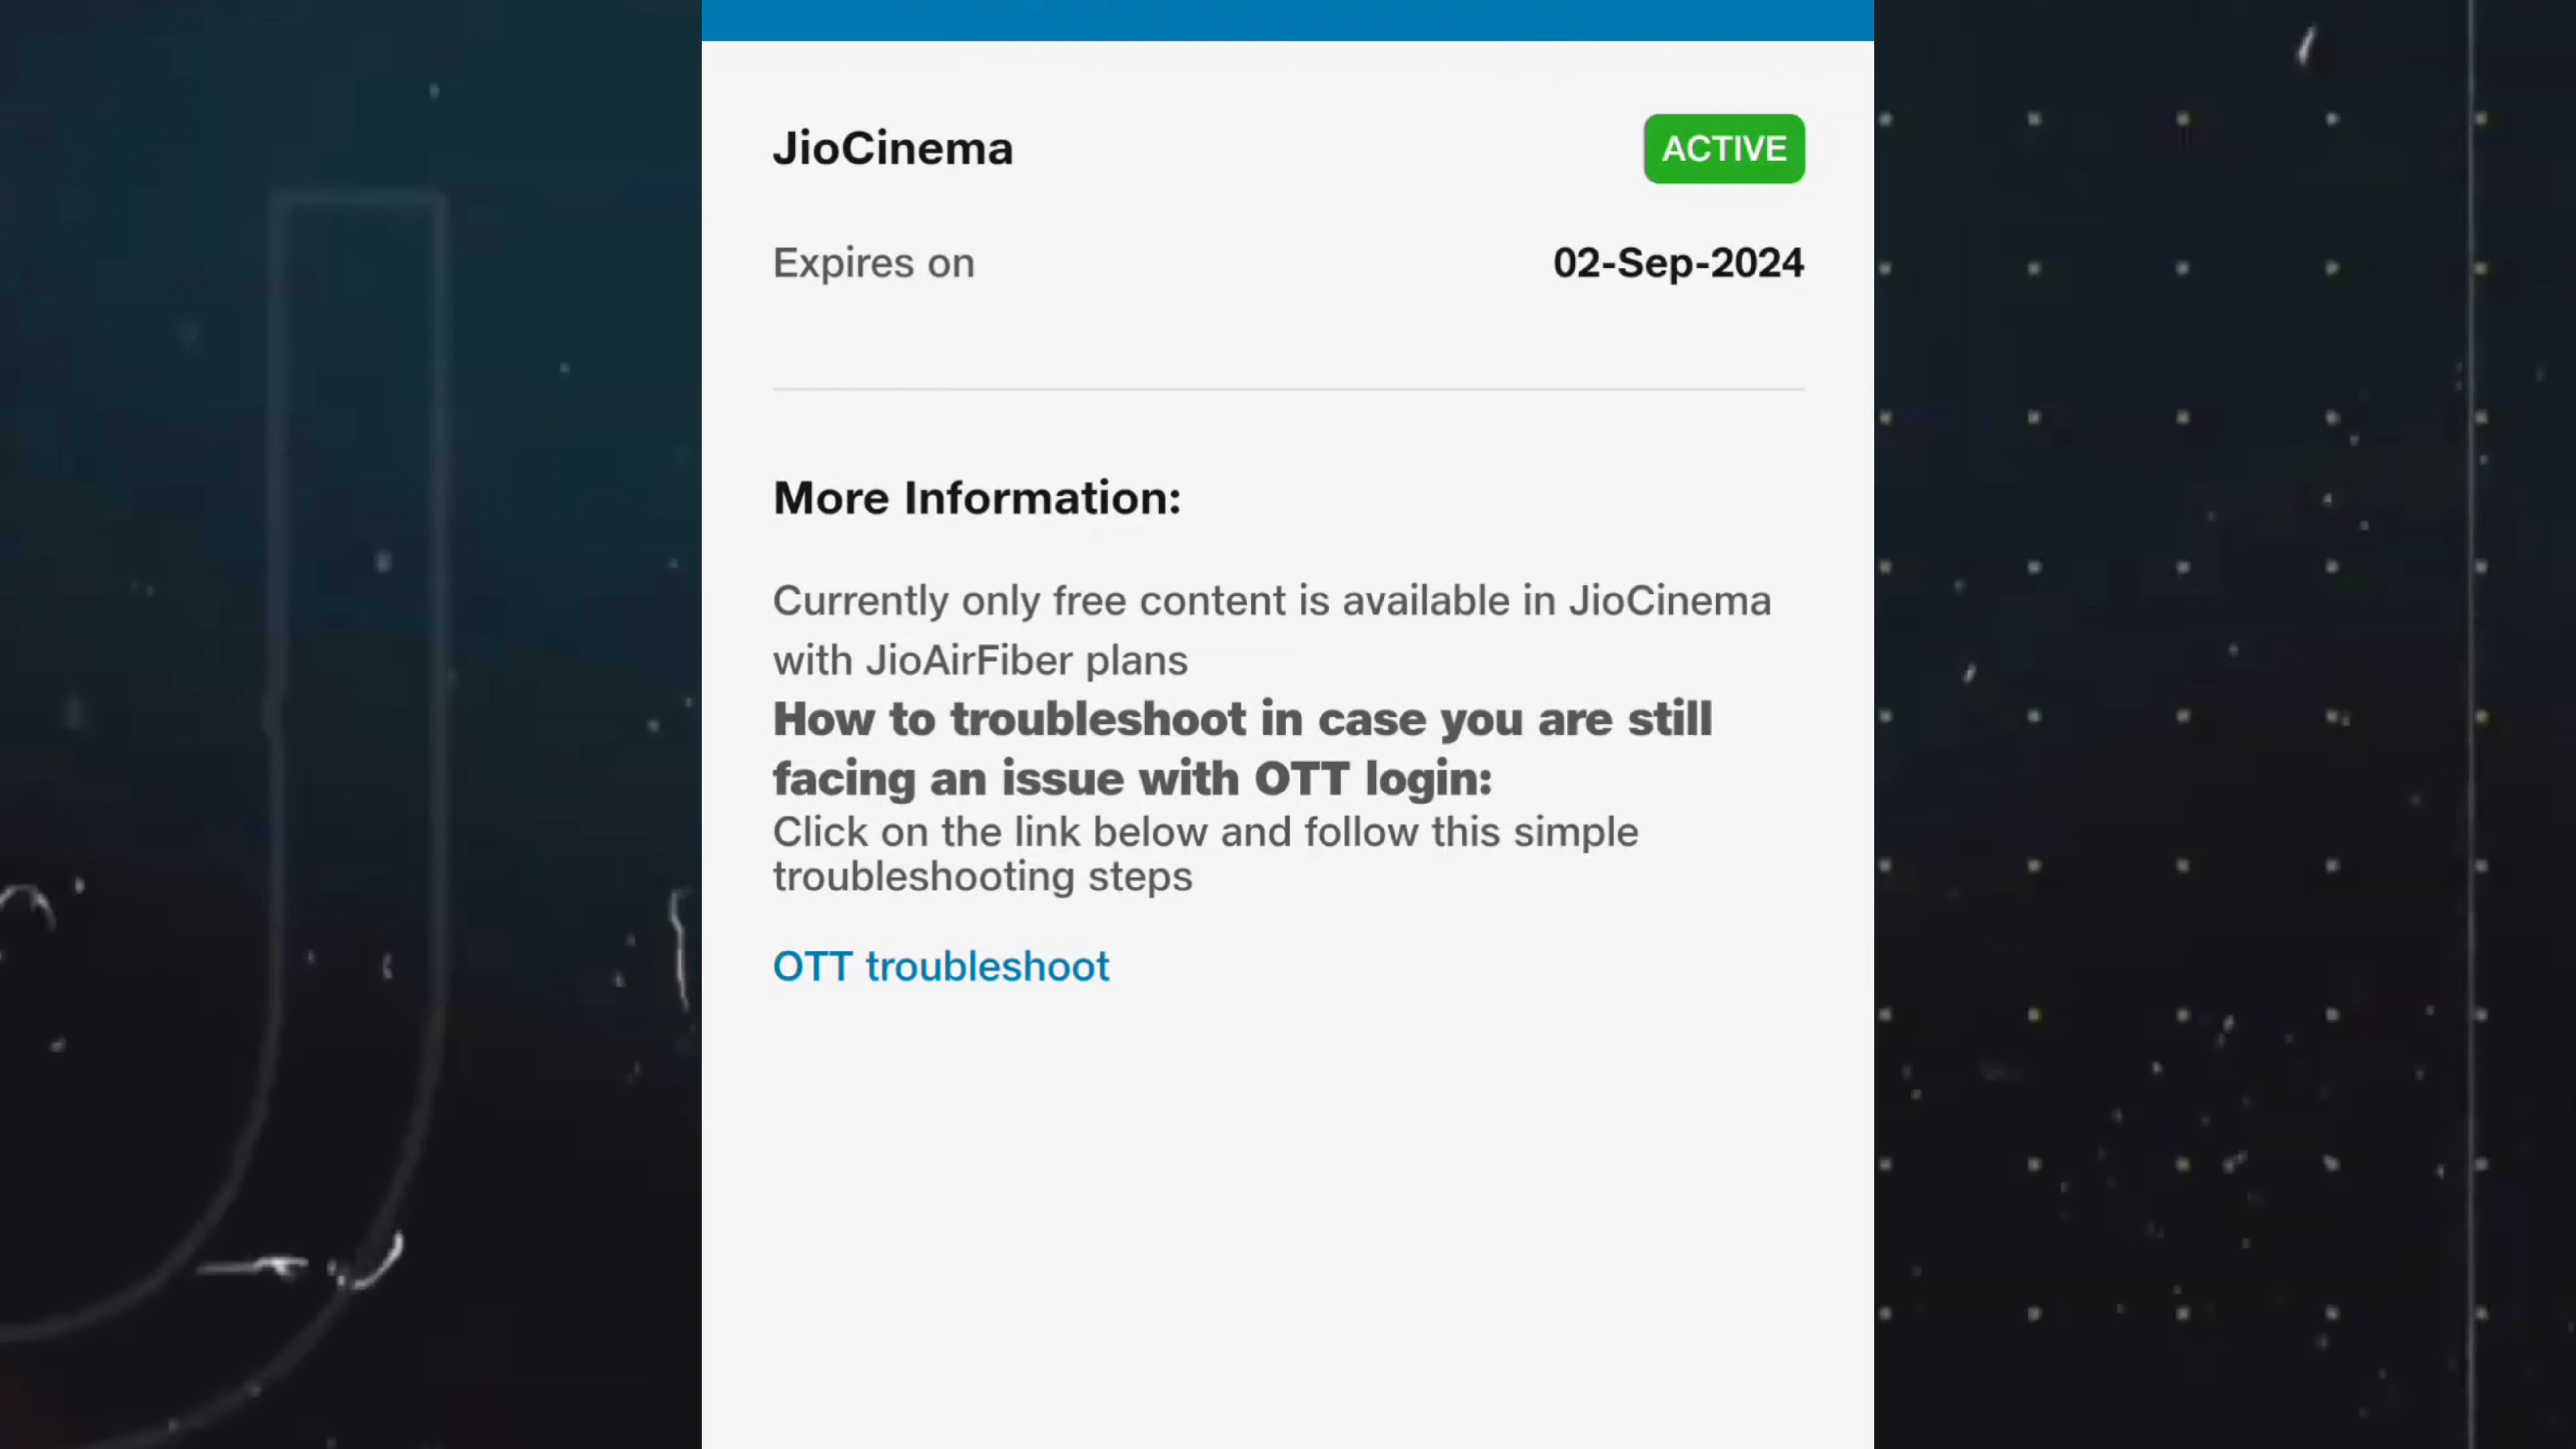 JioCinema ACTIVE
Expires on 02-Sep-2024
More Information:
Currently only free content is available in JioCinema
with JioAirFiber plans
How to troubleshoot in case you are still
facing an issue with OTT login:
Click on the link below and follow this simple
troubleshooting steps
OTT troubleshoot